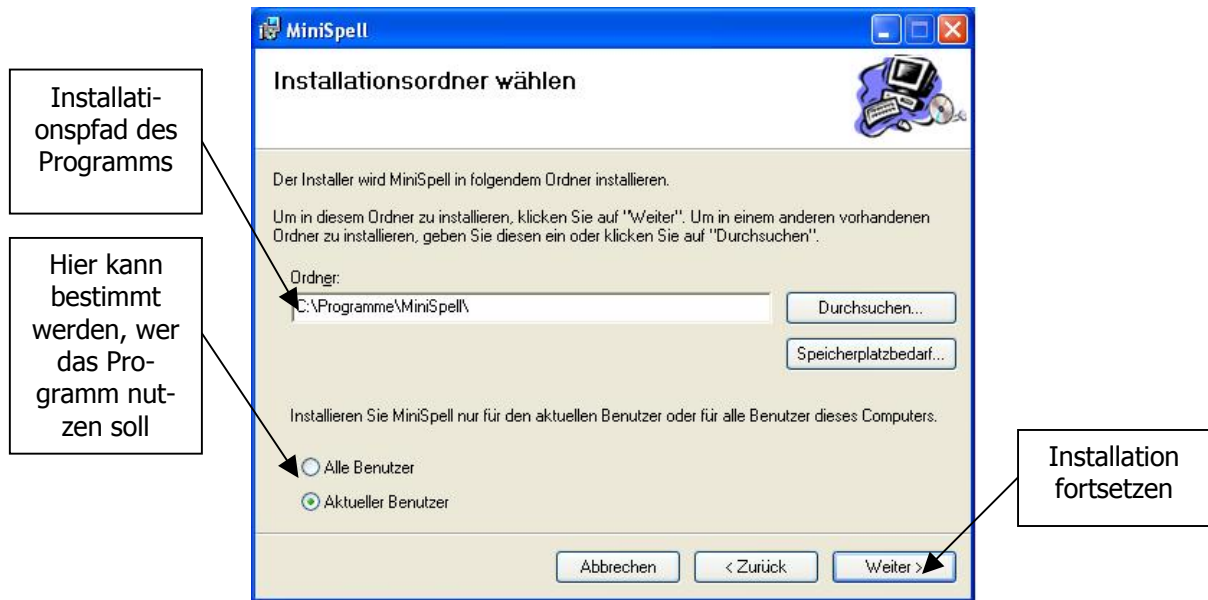 MiniSpell
Installationsordner wählen
Installati-
onspfad des
Programms
Der Installer wird MiniSpell in folgendem Ordner installieren.
Um in diesem Ordner zu installieren, klicken Sie auf "Weiter". Um in einem anderen vorhandenen
Ordner zu installieren, geben Sie diesen ein oder klicken Sie auf "Durchsuchen".
Hier kann
bestimmt
werden, wer
das Pro-
gramm nut-
zen soll
Ordner:
C:\Programme\MiniSpell\
Durchsuchen...
Speicherplatzbedarf...
Installieren Sie MiniSpell nur für den aktuellen Benutzer oder für alle Benutzer dieses Computers.
Alle Benutzer
Aktueller Benutzer
Installation
fortsetzen
Abbrechen
< Zurück
Weiter >